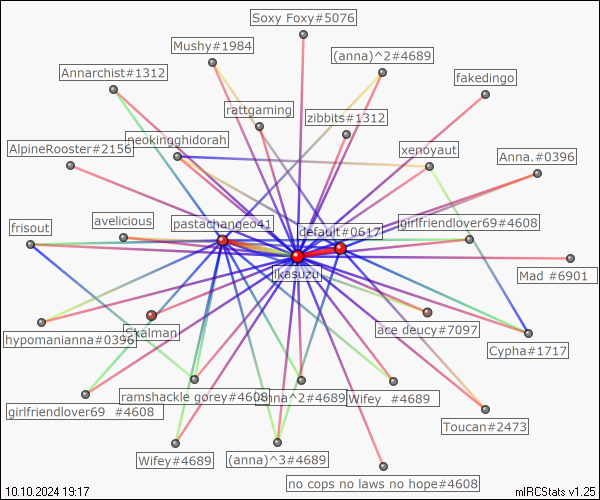 Soxy Foxy#5076
Mushy#1984
(anna)^2#4689
Annarchist#1312
fakedingo
rattgaming
zibbits#1312
neokingghidorah
AlpineRooster#2156
xenoyaut
Anna.#0396
avelicious
pastachangeo41
girlfriendlover69#4608
frisout
default#0617
ikasuzu
Mad #6901
ace deucy#7097
Skalman
hypomanianna#0396
Cypha#1717
ramshackle gorey#4608
nna^2#4689
Wifey #4689
girlfriendlover69 #4608
Toucan#2473
Wifey#4689
(anna)^3#4689
no cops no laws no hope#4608
10.10.2024 19:17
mIRCStats v1.25